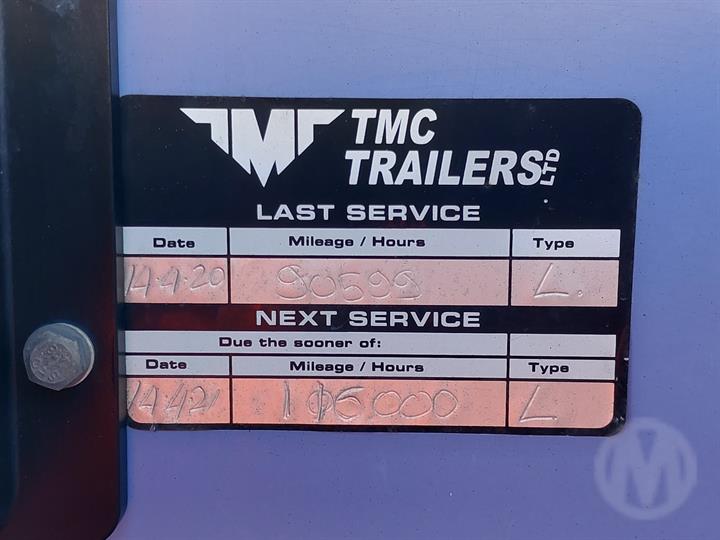 TMC
TRAILERS LTD
LAST SERVICE
Date Mileage / Hours Type
14.4.20 90599 L.
NEXT SERVICE
Due the sooner of:
Date Mileage / Hours Type
14.4.21 L.
M